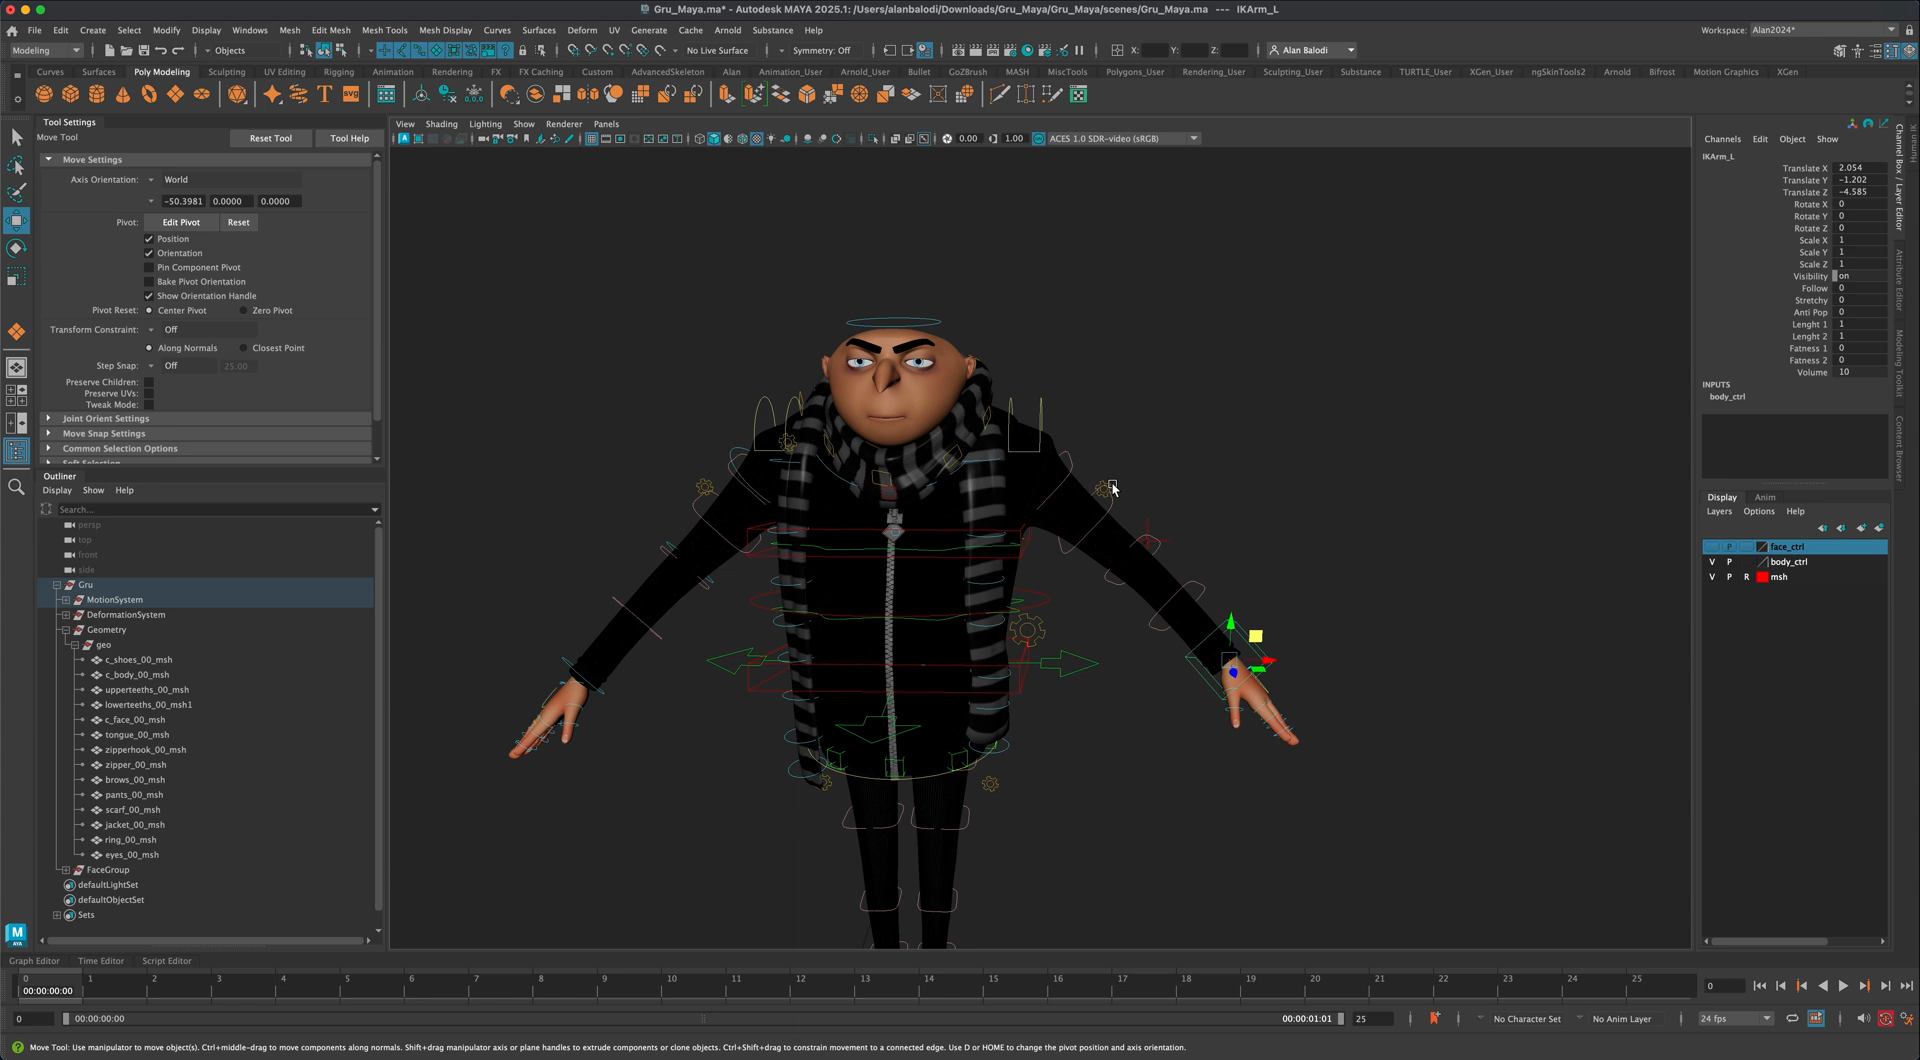 Gru_Maya.ma* - Autodesk MAYA 2025.1: /Users/alanbalodi/Downloads/Gru_Maya/Gru_Maya/scenes/Gru_Maya.ma --- IKArm_L
File Edit Create Select Modify Display Windows Mesh Edit Mesh Mesh Tools Mesh Display Curves Surfaces Deform UV Generate Cache Arnold Substance Help
Workspace: Alan2024*
Modeling Objects No Live Surface Symmetry: Off X: Y: Z: Alan Balodi
Curves Surfaces Poly Modeling Sculpting UV Editing Rigging Animation Rendering FX FX Caching Custom AdvancedSkeleton Alan Animation_User Arnold_User Bullet GoZBrush MASH MiscTools Polygons_User Rendering_User Sculpting_User Substance TURTLE_User XGen_User ngSkinTools2 Arnold Bifrost Motion Graphics XGen
Tool Settings
Move Tool
Reset Tool
Tool Help
Move Settings
Axis Orientation: World
-50.3981 0.0000 0.0000
Pivot: Edit Pivot Reset
Position
Orientation
Pin Component Pivot
Bake Pivot Orientation
Show Orientation Handle
Pivot Reset: Center Pivot Zero Pivot
Transform Constraint: Off
Along Normals Closest Point
Step Snap: Off 25.00
Preserve Children:
Preserve UVs:
Tweak Mode:
Joint Orient Settings
Move Snap Settings
Common Selection Options
Soft Selection
Outliner
Display Show Help
Search...
persp
top
front
side
Gru
MotionSystem
DeformationSystem
Geometry
geo
c_shoes_00_msh
c_body_00_msh
upperteeths_00_msh
lowerteeths_00_msh1
c_face_00_msh
tongue_00_msh
zipperhook_00_msh
zipper_00_msh
brows_00_msh
pants_00_msh
scarf_00_msh
jacket_00_msh
ring_00_msh
eyes_00_msh
FaceGroup
defaultLightSet
defaultObjectSet
Sets
M
View Shading Lighting Show Renderer Panels
0.00 1.00 ACES 1.0 SDR-video (sRGB)
Channels Edit Object Show
IKArm_L
Translate X 2.054
Translate Y -1.202
Translate Z -4.585
Rotate X 0
Rotate Y 0
Rotate Z 0
Scale X 1
Scale Y 1
Scale Z 1
Visibility on
Follow 0
Stretchy 0
Anti Pop 0
Lenght 1 1
Lenght 2 1
Fatness 1 0
Fatness 2 0
Volume 10
INPUTS
body_ctrl
Channel Box / Layer Editor
Attribute Editor
Modeling Toolkit
Content Browser
Human IK
Display Anim
Layers Options Help
P face_ctrl
V P body_ctrl
V P R msh
Graph Editor Time Editor Script Editor
0 1 2 3 4 5 6 7 8 9 10 11 12 13 14 15 16 17 18 19 20 21 22 23 24 25
00:00:00:00
0
0 00:00:00:00 00:00:01:01 25 No Character Set No Anim Layer 24 fps
Move Tool: Use manipulator to move object(s). Ctrl+middle-drag to move components along normals. Shift+drag manipulator axis or plane handles to extrude components or clone objects. Ctrl+Shift+drag to constrain movement to a connected edge. Use D or HOME to change the pivot position and axis orientation.